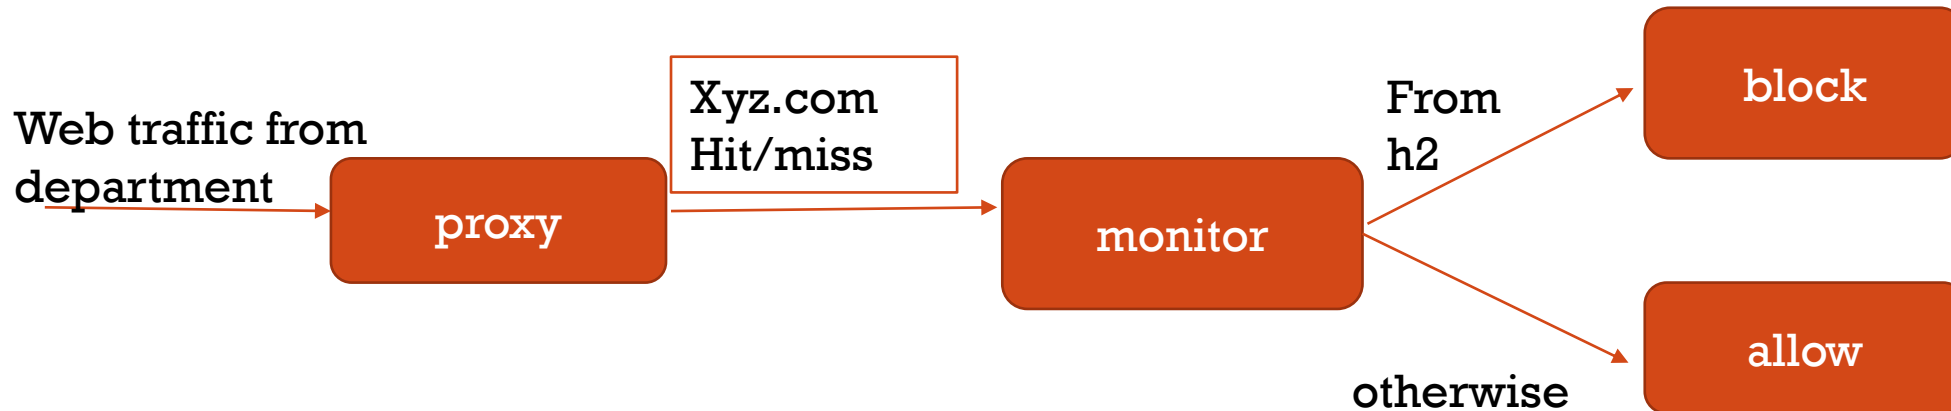 Web traffic from
department
proxy
Xyz.com
Hit/miss
monitor
From
h2
block
allow
otherwise